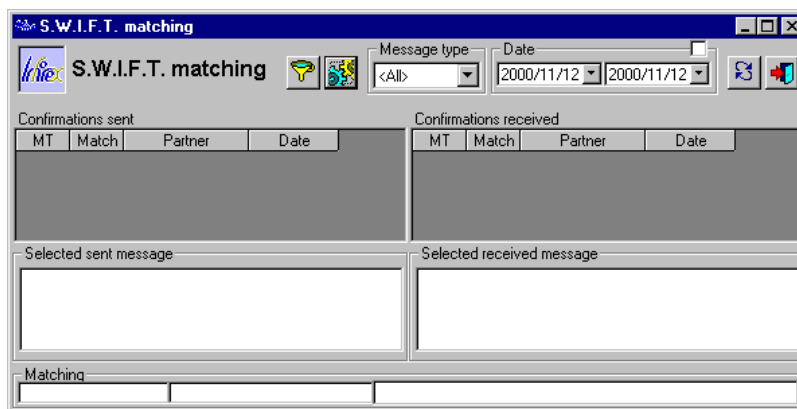 S.W.I.F.T. matching
S.W.I.F.T. matching
Message type
Date
<All>
2000/11/12 2000/11/12
Confirmations sent
Confirmations received
MT Match Partner Date
MT Match Partner Date
Selected sent message
Selected received message
Matching